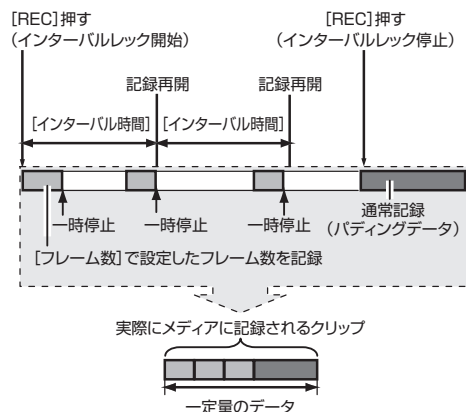 [REC]押す
(インターバルレック開始)
[REC]押す
(インターバルレック停止)
記録再開
記録再開
[インターバル時間]
[インターバル時間]
一時停止
一時停止
一時停止
通常記録
(パディングデータ)
[フレーム数]で設定したフレーム数を記録
実際にメディアに記録されるクリップ
一定量のデータ